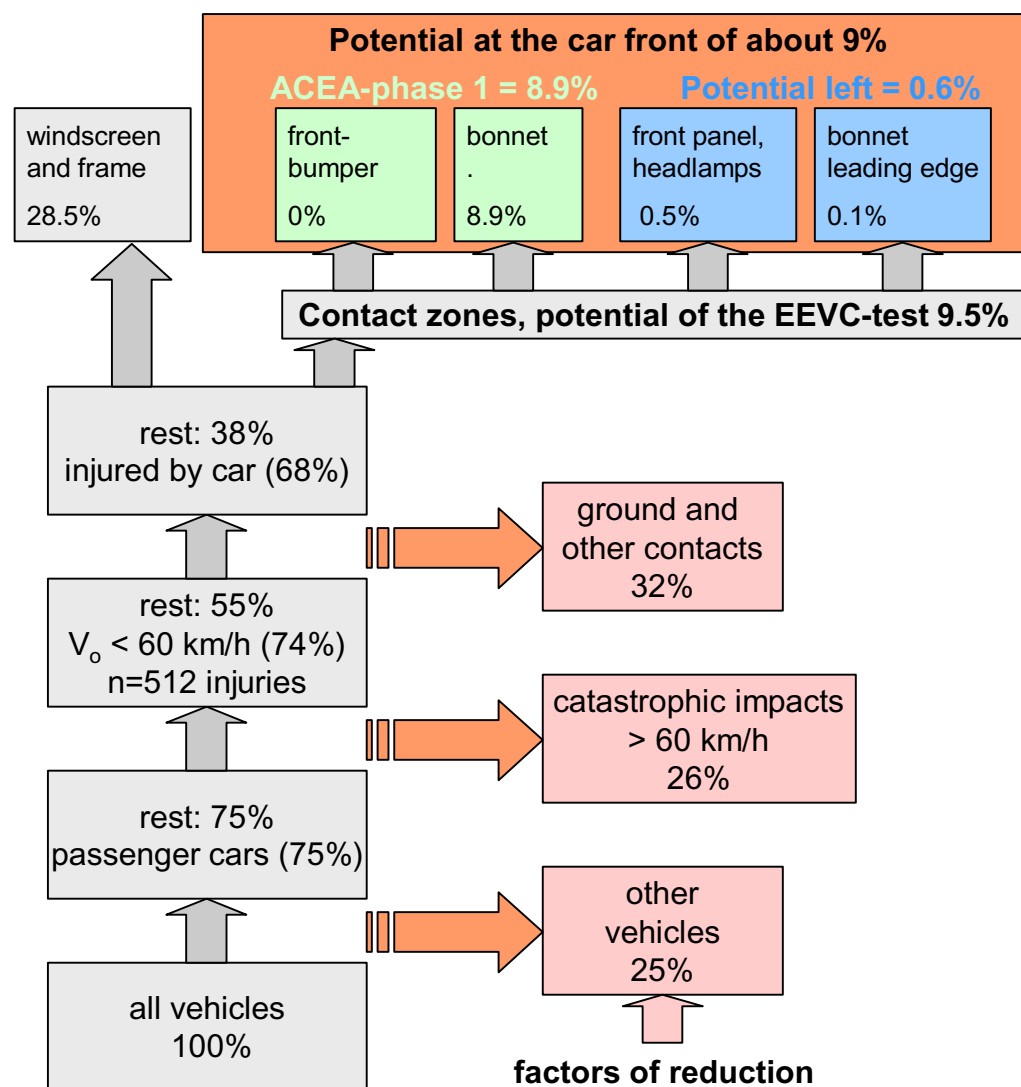 Potential at the car front of about 9%
ACEA-phase 1 = 8.9%
Potential left = 0.6%
windscreen
and frame
28.5%
front-
bumper
0%
bonnet
.
8.9%
front panel,
headlamps
0.5%
bonnet
leading edge
0.1%
Contact zones, potential of the EEVC-test 9.5%
rest: 38%
injured by car (68%)
ground and
other contacts
32%
rest: 55%
Vo < 60 km/h (74%)
n=512 injuries
catastrophic impacts
> 60 km/h
26%
rest: 75%
passenger cars (75%)
other
vehicles
25%
all vehicles
100%
factors of reduction